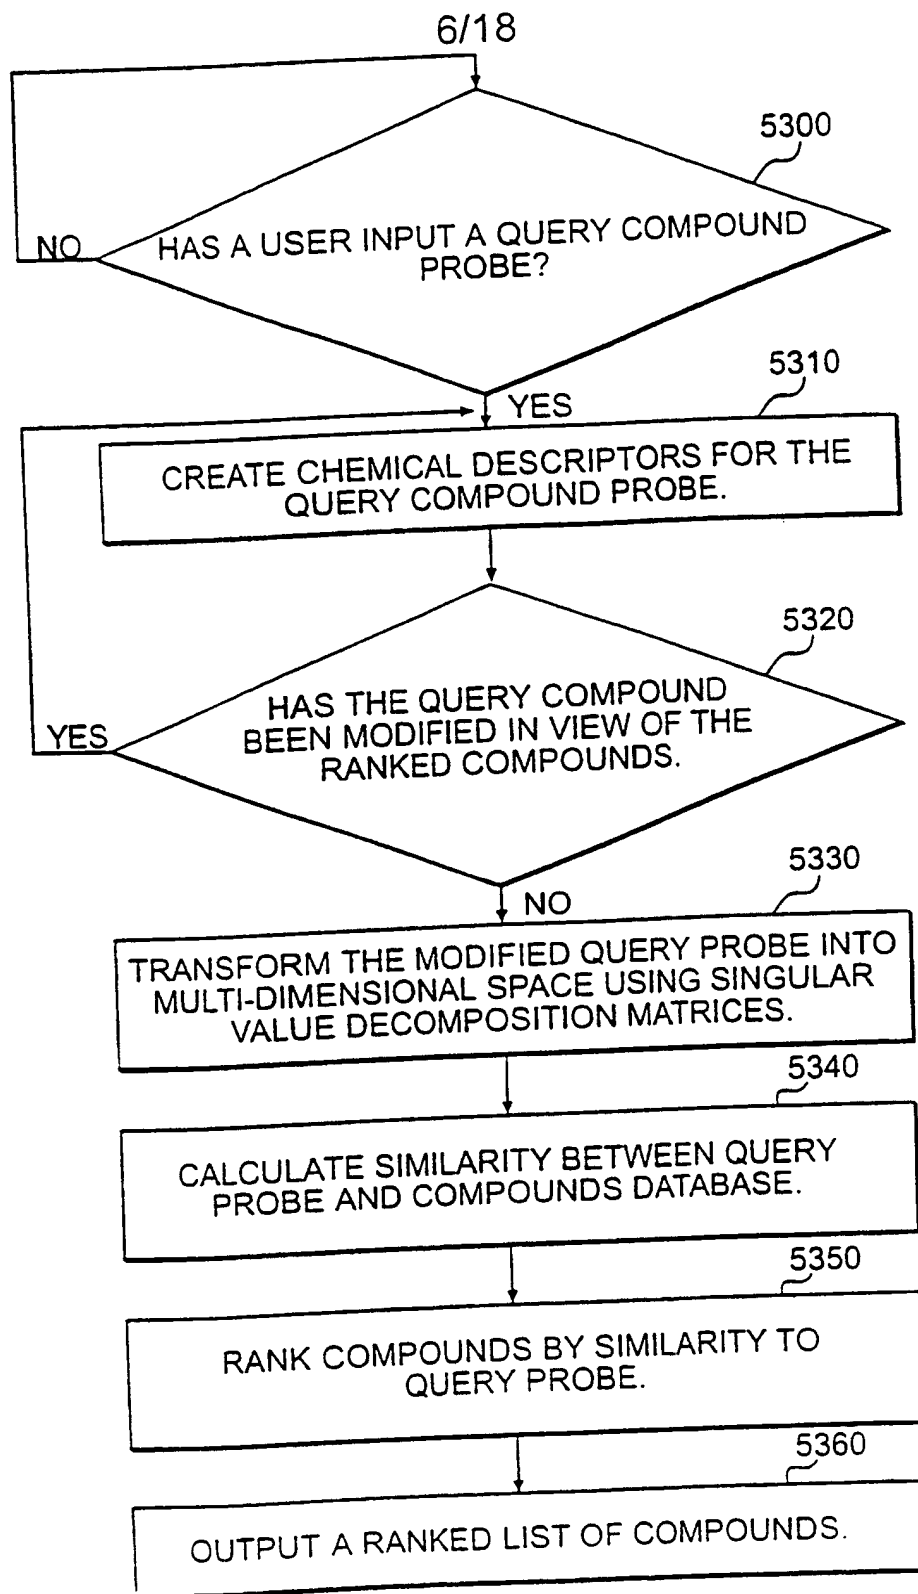 6/18
5300
NO
HAS A USER INPUT A QUERY COMPOUND
PROBE?
5310
YES
CREATE CHEMICAL DESCRIPTORS FOR THE
QUERY COMPOUND PROBE.
5320
YES
HAS THE QUERY COMPOUND
BEEN MODIFIED IN VIEW OF THE
RANKED COMPOUNDS.
5330
NO
TRANSFORM THE MODIFIED QUERY PROBE INTO
MULTI-DIMENSIONAL SPACE USING SINGULAR
VALUE DECOMPOSITION MATRICES.
5340
CALCULATE SIMILARITY BETWEEN QUERY
PROBE AND COMPOUNDS DATABASE.
5350
RANK COMPOUNDS BY SIMILARITY TO
QUERY PROBE.
5360
OUTPUT A RANKED LIST OF COMPOUNDS.